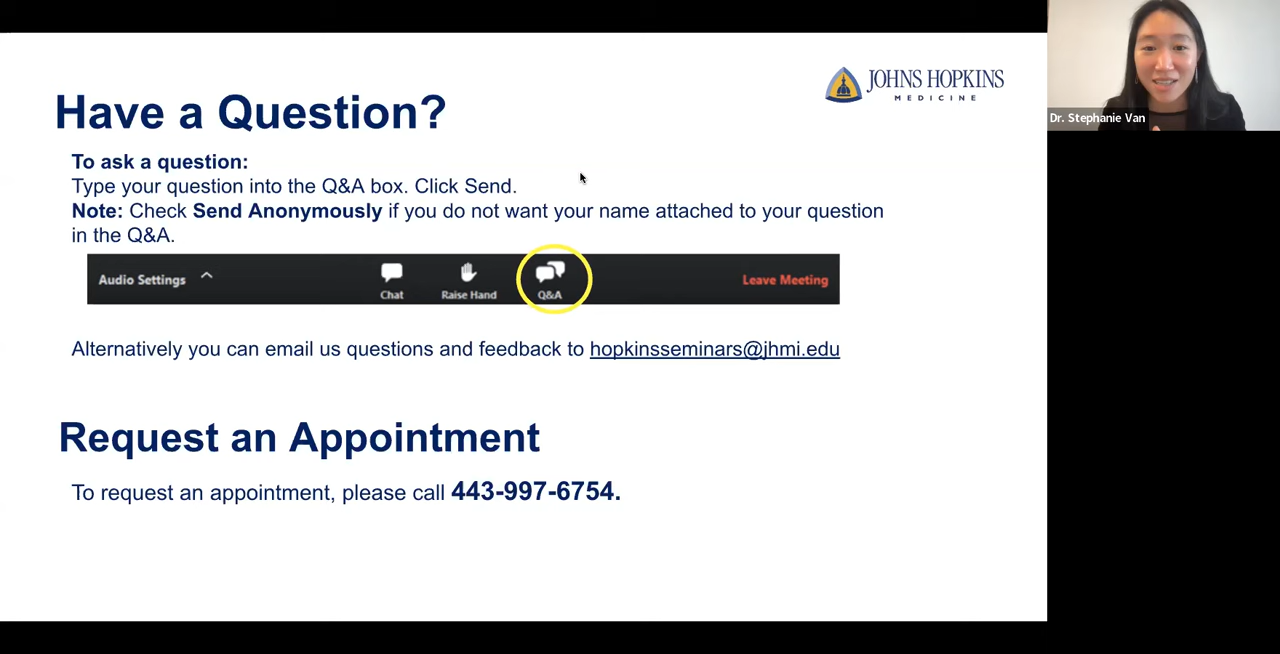 JOHNS HOPKINS
MEDICINE
Dr. Stephanie Van
Have a Question?
To ask a question:
Type your question into the Q&A box. Click Send.
Note: Check Send Anonymously if you do not want your name attached to your question
in the Q&A.
Audio Settings
Chat
Raise Hand
Q&A
Leave Meeting
Alternatively you can email us questions and feedback to hopkinsseminars@jhmi.edu
Request an Appointment
To request an appointment, please call 443-997-6754.